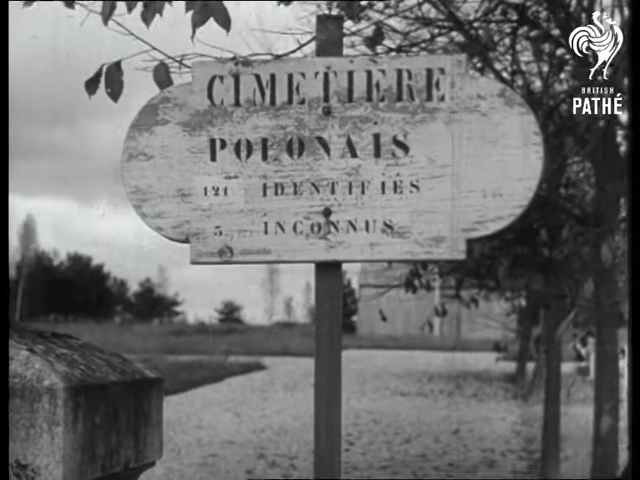 BRITISH
PATHÉ
CIMETIÈRE
POLONAIS
121 IDENTIFIÉS
5. INCONNUS